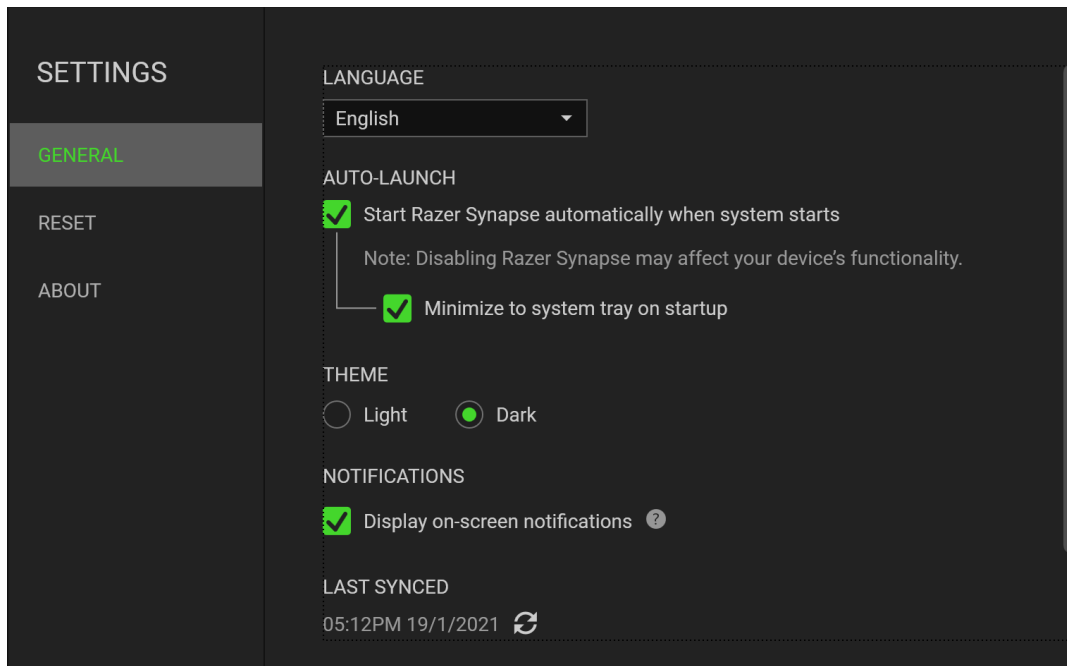 SETTINGS
GENERAL
RESET
ABOUT
LANGUAGE
English
AUTO-LAUNCH
Start Razer Synapse automatically when system starts
Note: Disabling Razer Synapse may affect your device’s functionality.
Minimize to system tray on startup
THEME
Light Dark
NOTIFICATIONS
Display on-screen notifications ?
LAST SYNCED
05:12PM 19/1/2021